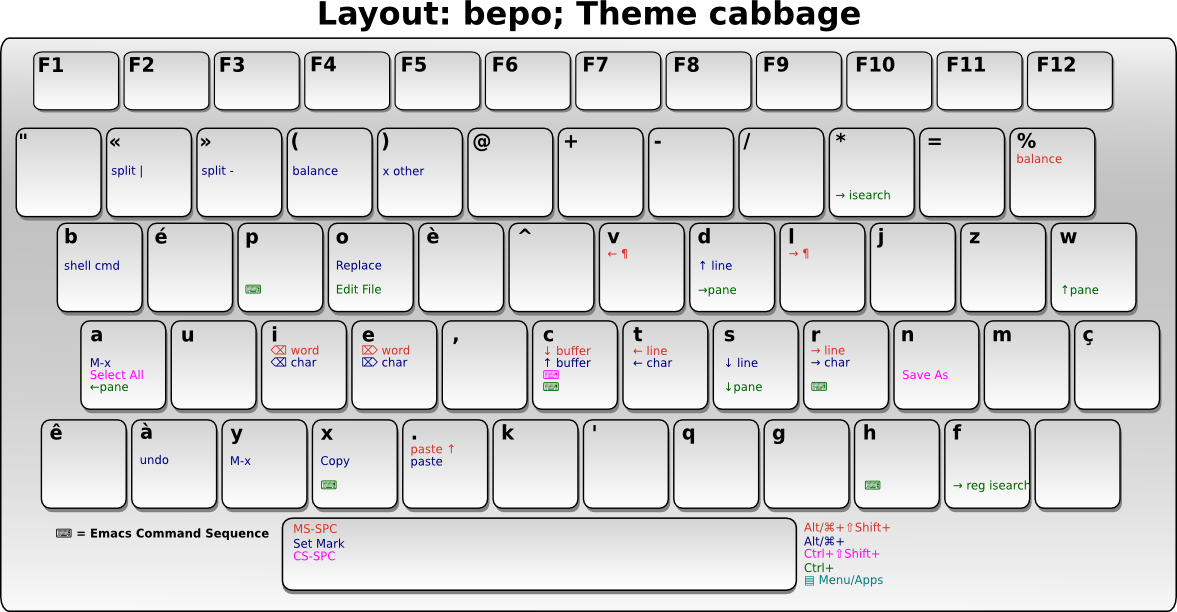 Layout: bepo; Theme cabbage
F1 F2 F3 F4 F5 F6 F7 F8 F9 F10 F11 F12
" « » ( ) @ + - / * = %
balance
split | split - balance x other
→ isearch
b é p o è ^ v d l j z w
← ¶ → ¶
shell cmd Replace ↑ line
⌨ Edit File →pane ↑pane
a u i e , c t s r n m ç
⌫ word ⌦ word ↓ buffer ← line → line
M-x ⌫ char ⌦ char ↑ buffer ← char ↓ line → char
Select All ⌨ Save As
←pane ⌨ ↓pane ⌨
ê à y x . k ' q g h f
paste ↑
undo M-x Copy paste
⌨ ⌨ → reg isearch
⌨ = Emacs Command Sequence
MS-SPC
Set Mark
CS-SPC
Alt/⌘+⇧Shift+
Alt/⌘+
Ctrl+⇧Shift+
Ctrl+
▤ Menu/Apps